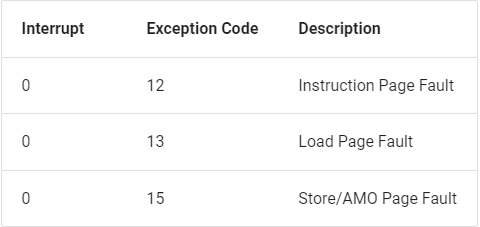 Interrupt Exception Code Description
0 12 Instruction Page Fault
0 13 Load Page Fault
0 15 Store/AMO Page Fault